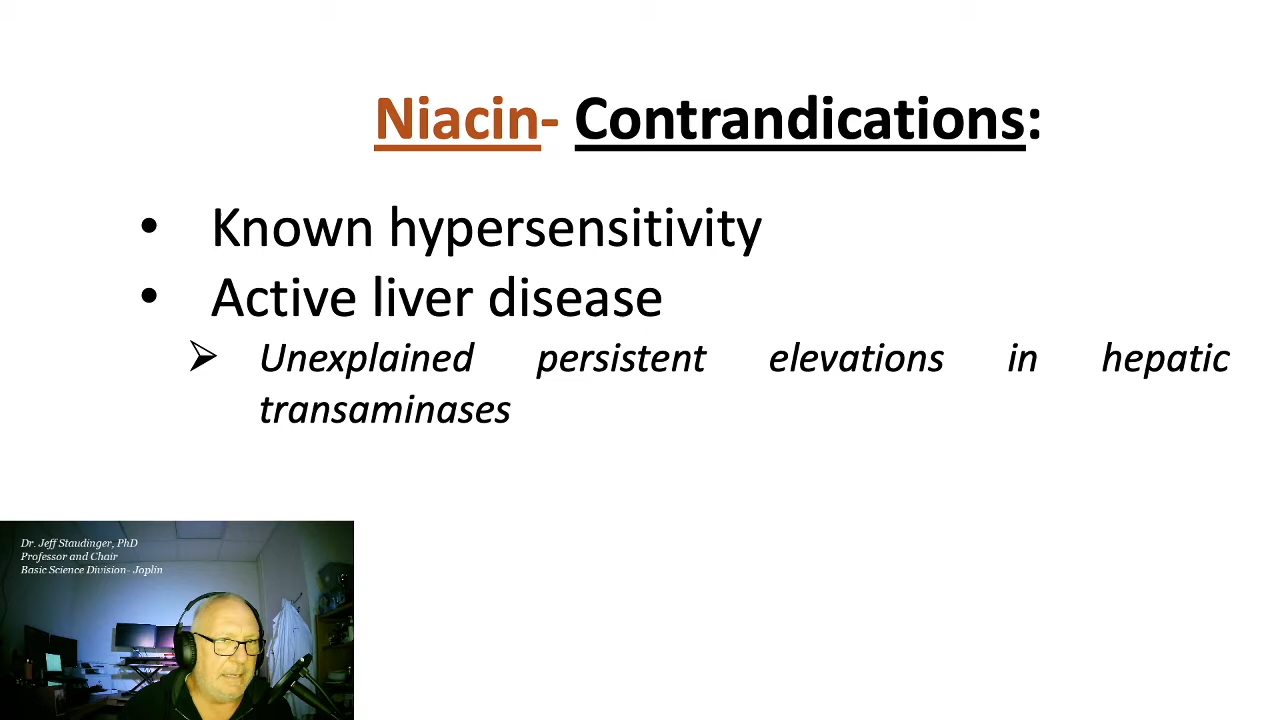 Niacin- Contrandications:
• Known hypersensitivity
• Active liver disease
➢ Unexplained persistent elevations in hepatic
transaminases
Dr. Jeff Staudinger, PhD
Professor and Chair
Basic Science Division- Joplin